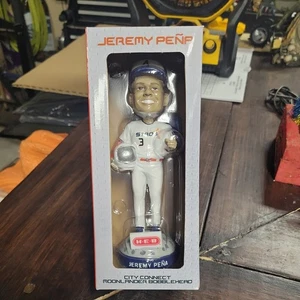 JEREMY PEÑA
3
H-E-B
JEREMY PEÑA
CITY CONNECT
MOONLANDER BOBBLEHEAD